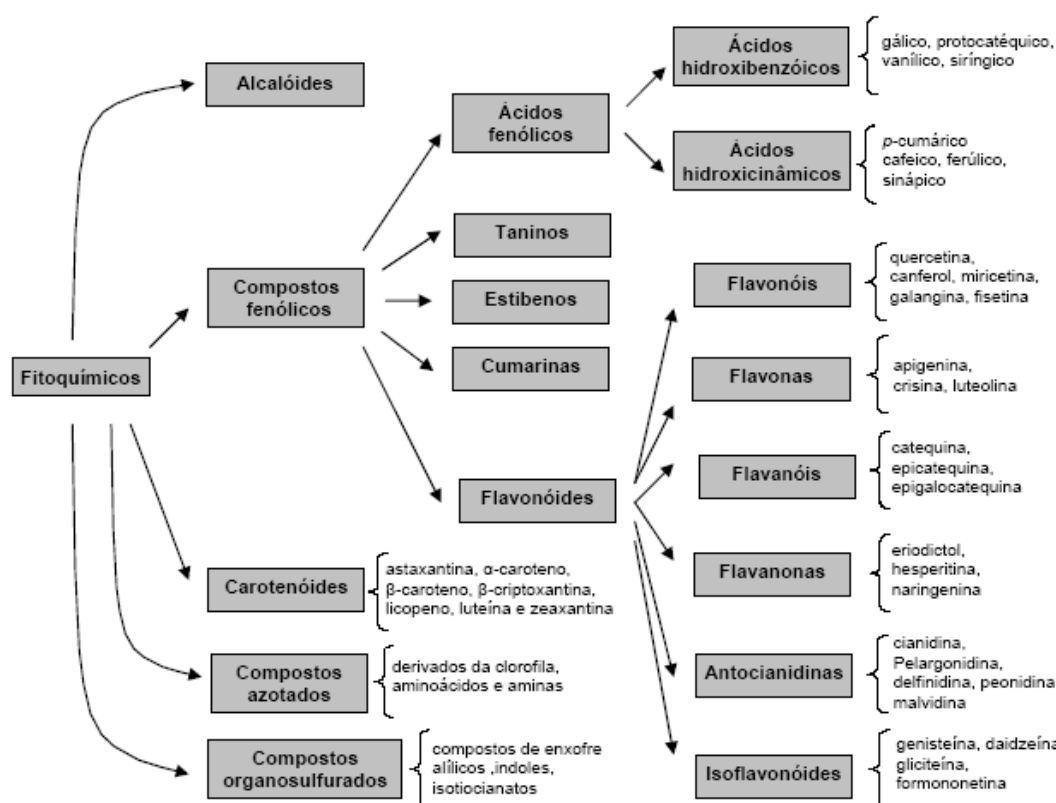 Fitoquímicos
Alcalóides
Compostos
fenólicos
Carotenóides
astaxantina, α-caroteno,
β-caroteno, β-criptoxantina,
licopeno, luteína e zeaxantina
Compostos
azotados
derivados da clorofila,
aminoácidos e aminas
Compostos
organosulfurados
compostos de enxofre
alílicos ,indoles,
isotiocianatos
Ácidos
fenólicos
Taninos
Estibenos
Cumarinas
Flavonóides
Ácidos
hidroxibenzóicos
gálico, protocatéquico,
vanílico, siríngico
Ácidos
hidroxicinâmicos
p-cumárico
cafeico, ferúlico,
sinápico
Flavonóis
quercetina,
canferol, miricetina,
galangina, fisetina
Flavonas
apigenina,
crisina, luteolina
Flavanóis
catequina,
epicatequina,
epigalocatequina
Flavanonas
eriodictol,
hesperitina,
naringenina
Antocianidinas
cianidina,
Pelargonidina,
delfinidina, peonidina
malvidina
Isoflavonóides
genisteína, daidzeína
gliciteína,
formononetina